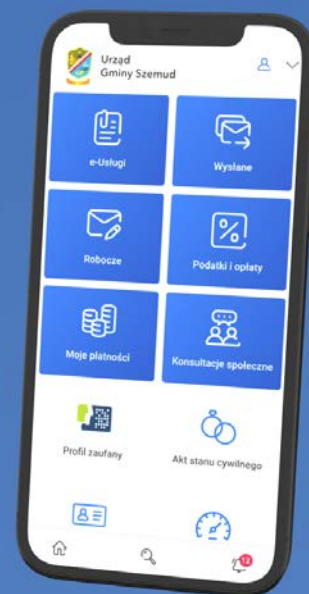 Urząd
Gminy Szemud
e-Usługi
Wysłane
Robocze
Podatki i opłaty
Moje płatności
Konsultacje społeczne
Profil zaufany
Akt stanu cywilnego
12